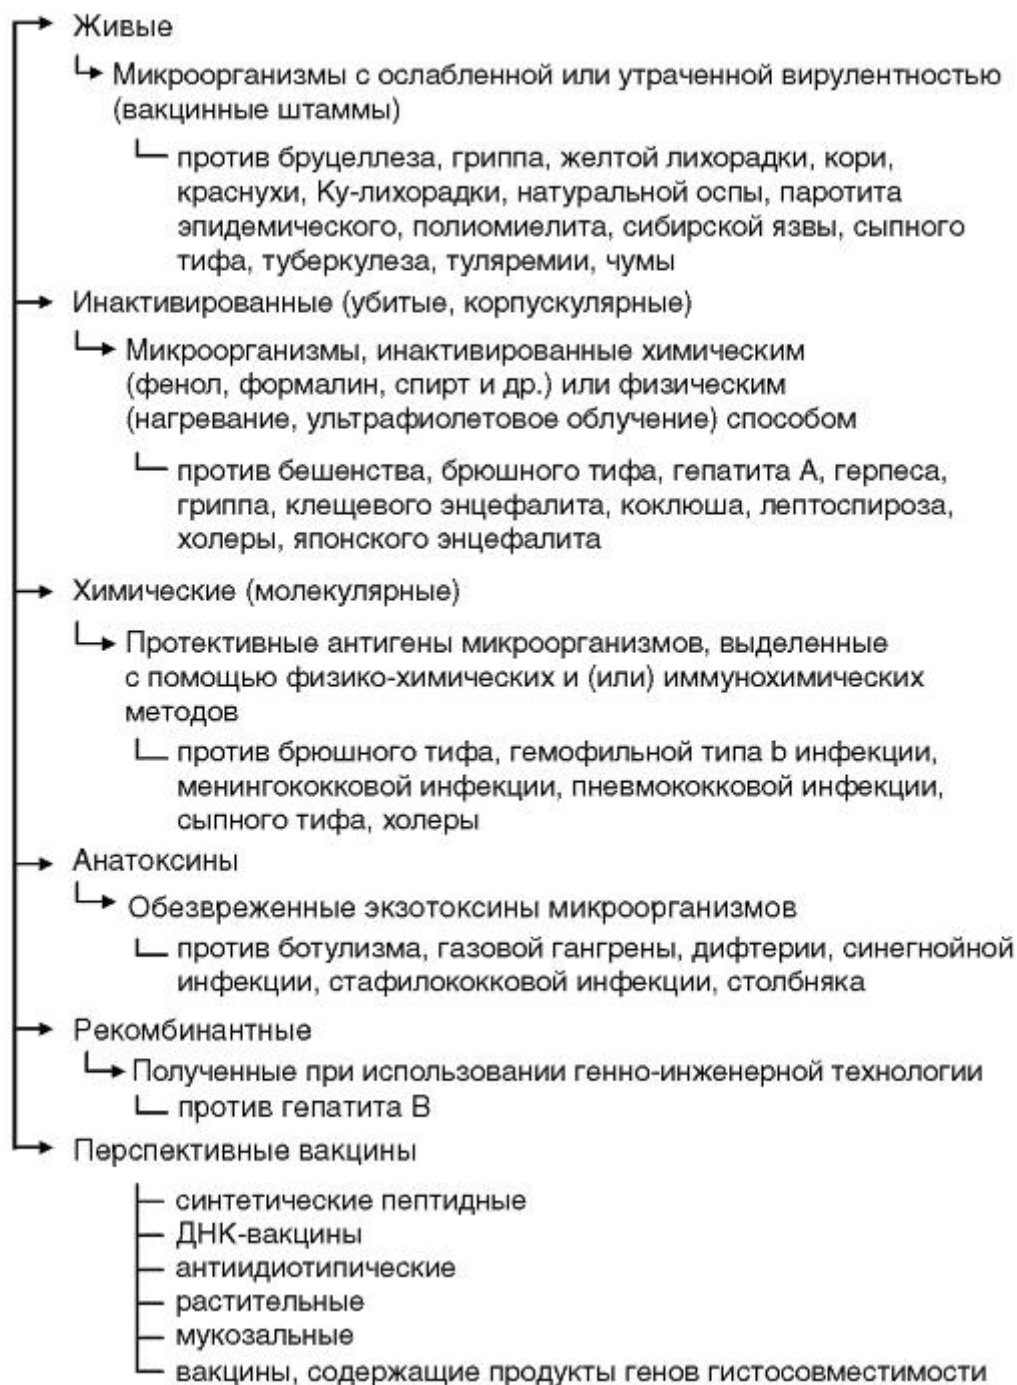 Живые
Микроорганизмы с ослабленной или утраченной вирулентностью
(вакцинные штаммы)
против бруцеллеза, гриппа, желтой лихорадки, кори,
краснухи, Ку-лихорадки, натуральной оспы, паротита
эпидемического, полиомиелита, сибирской язвы, сыпного
тифа, туберкулеза, туляремии, чумы
Инактивированные (убитые, корпускулярные)
Микроорганизмы, инактивированные химическим
(фенол, формалин, спирт и др.) или физическим
(нагревание, ультрафиолетовое облучение) способом
против бешенства, брюшного тифа, гепатита А, герпеса,
гриппа, клещевого энцефалита, коклюша, лептоспироза,
холеры, японского энцефалита
Химические (молекулярные)
Протективные антигены микроорганизмов, выделенные
с помощью физико-химических и (или) иммунохимических
методов
против брюшного тифа, гемофильной типа b инфекции,
менингококковой инфекции, пневмококковой инфекции,
сыпного тифа, холеры
Анатоксины
Обезвреженные экзотоксины микроорганизмов
против ботулизма, газовой гангрены, дифтерии, синегнойной
инфекции, стафилококковой инфекции, столбняка
Рекомбинантные
Полученные при использовании генно-инженерной технологии
против гепатита В
Перспективные вакцины
синтетические пептидные
ДНК-вакцины
антиидиотипические
растительные
мукозальные
вакцины, содержащие продукты генов гистосовместимости